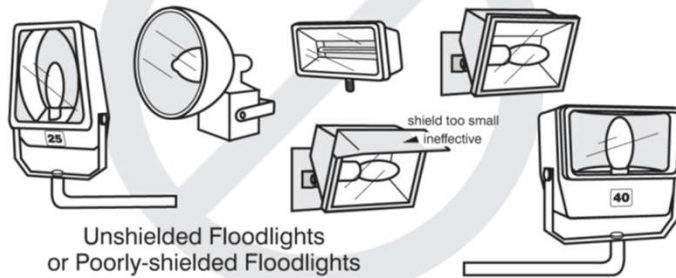 25
shield too small
ineffective
40
Unshielded Floodlights
or Poorly-shielded Floodlights